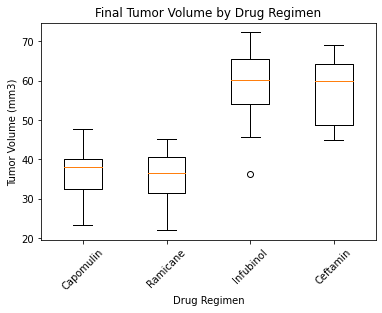 Final Tumor Volume by Drug Regimen
Tumor Volume (mm3)
70
60
50
40
30
20
Capomulin
Ramicane
Infubinol
Ceftamin
Drug Regimen